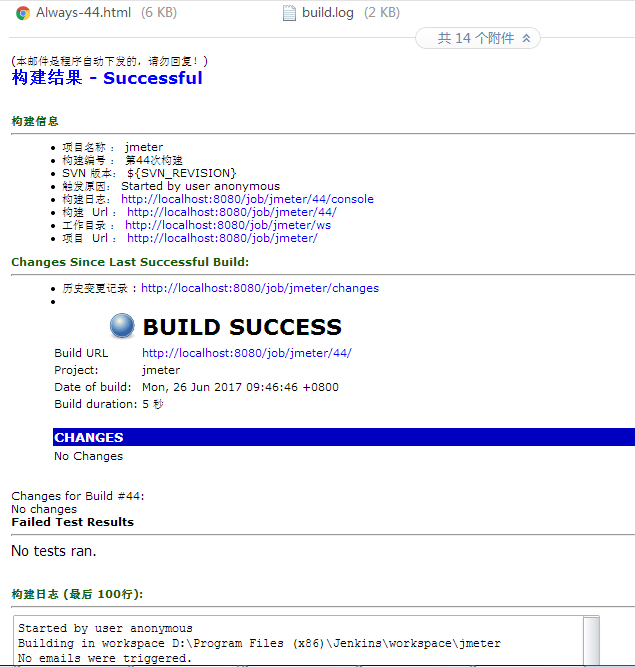 Always-44.html (6 KB) build.log (2 KB)
共 14 个附件
(本邮件是程序自动下发的，请勿回复！)
构建结果 - Successful
构建信息
项目名称 ： jmeter
构建编号 ： 第44次构建
SVN 版本： ${SVN_REVISION}
触发原因： Started by user anonymous
构建日志： http://localhost:8080/job/jmeter/44/console
构建 Url ： http://localhost:8080/job/jmeter/44/
工作目录 ： http://localhost:8080/job/jmeter/ws
项目 Url ： http://localhost:8080/job/jmeter/
Changes Since Last Successful Build:
历史变更记录 : http://localhost:8080/job/jmeter/changes
BUILD SUCCESS
Build URL http://localhost:8080/job/jmeter/44/
Project: jmeter
Date of build: Mon, 26 Jun 2017 09:46:46 +0800
Build duration: 5 秒
CHANGES
No Changes
Changes for Build #44:
No changes
Failed Test Results
No tests ran.
构建日志 (最后 100行):
Started by user anonymous
Building in workspace D:\Program Files (x86)\Jenkins\workspace\jmeter
No emails were triggered.